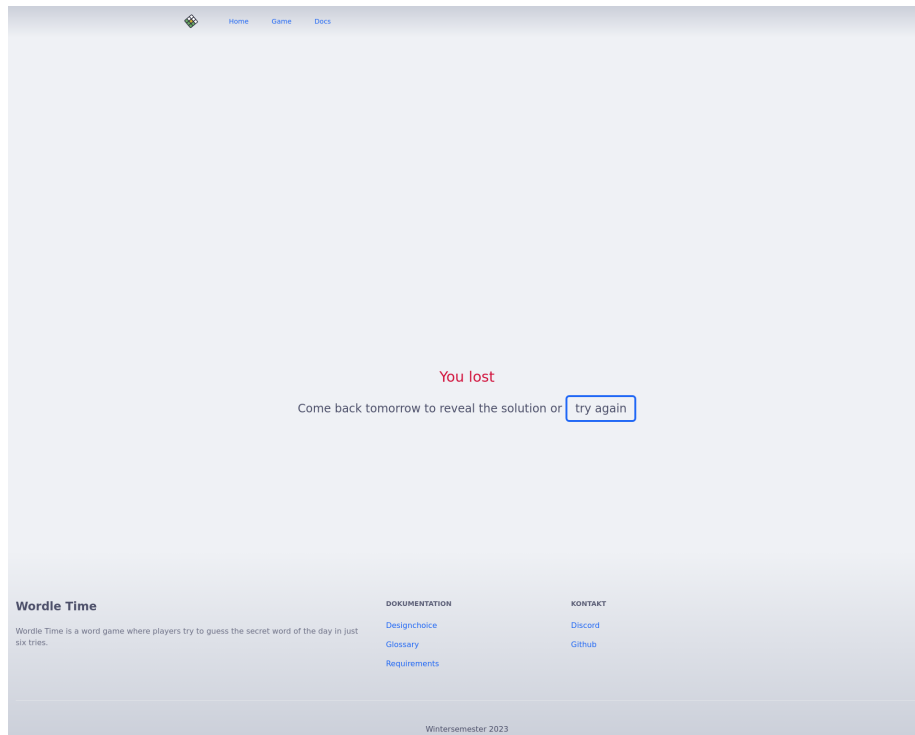 Home Game Docs
You lost
Come back tomorrow to reveal the solution or try again
Wordle Time
Wordle Time is a word game where players try to guess the secret word of the day in just
six tries.
DOKUMENTATION
Designchoice
Glossary
Requirements
KONTAKT
Discord
Github
Wintersemester 2023